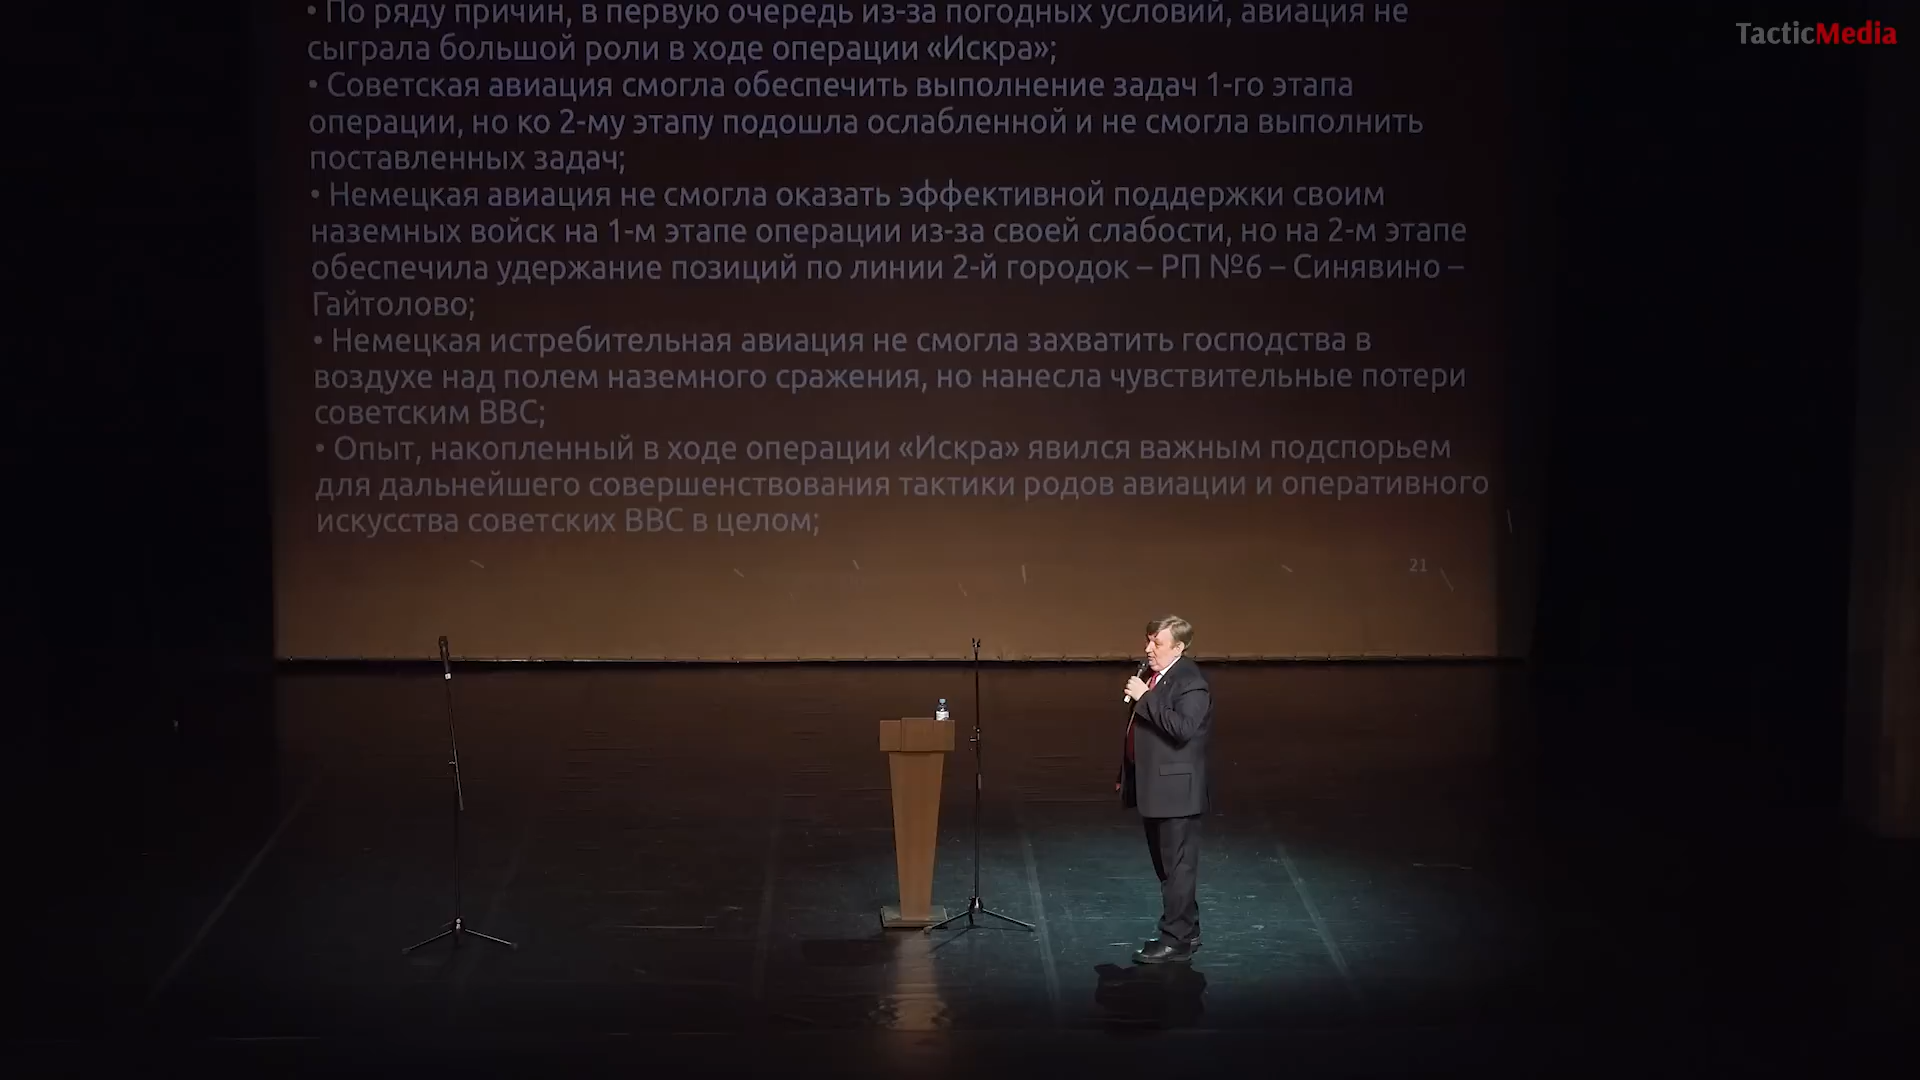 • По ряду причин, в первую очередь из-за погодных условий, авиация не
сыграла большой роли в ходе операции «Искра»;
• Советская авиация смогла обеспечить выполнение задач 1-го этапа
операции, но ко 2-му этапу подошла ослабленной и не смогла выполнить
поставленных задач;
• Немецкая авиация не смогла оказать эффективной поддержки своим
наземных войск на 1-м этапе операции из-за своей слабости, но на 2-м этапе
обеспечила удержание позиций по линии 2-й городок – РП №6 – Синявино –
Гайтолово;
• Немецкая истребительная авиация не смогла захватить господства в
воздухе над полем наземного сражения, но нанесла чувствительные потери
советским ВВС;
• Опыт, накопленный в ходе операции «Искра» явился важным подспорьем
для дальнейшего совершенствования тактики родов авиации и оперативного
искусства советских ВВС в целом;
21
TacticMedia